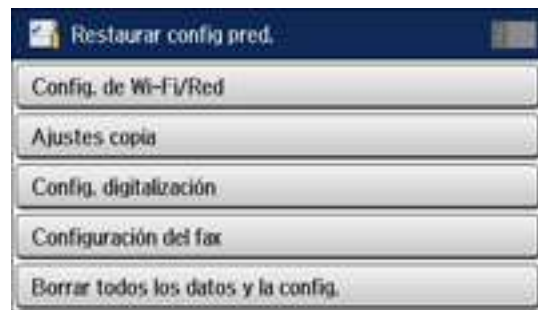 Restaurar config pred.
Config. de Wi-Fi/Red
Ajustes copia
Config. digitalización
Configuración del fax
Borrar todos los datos y la config.